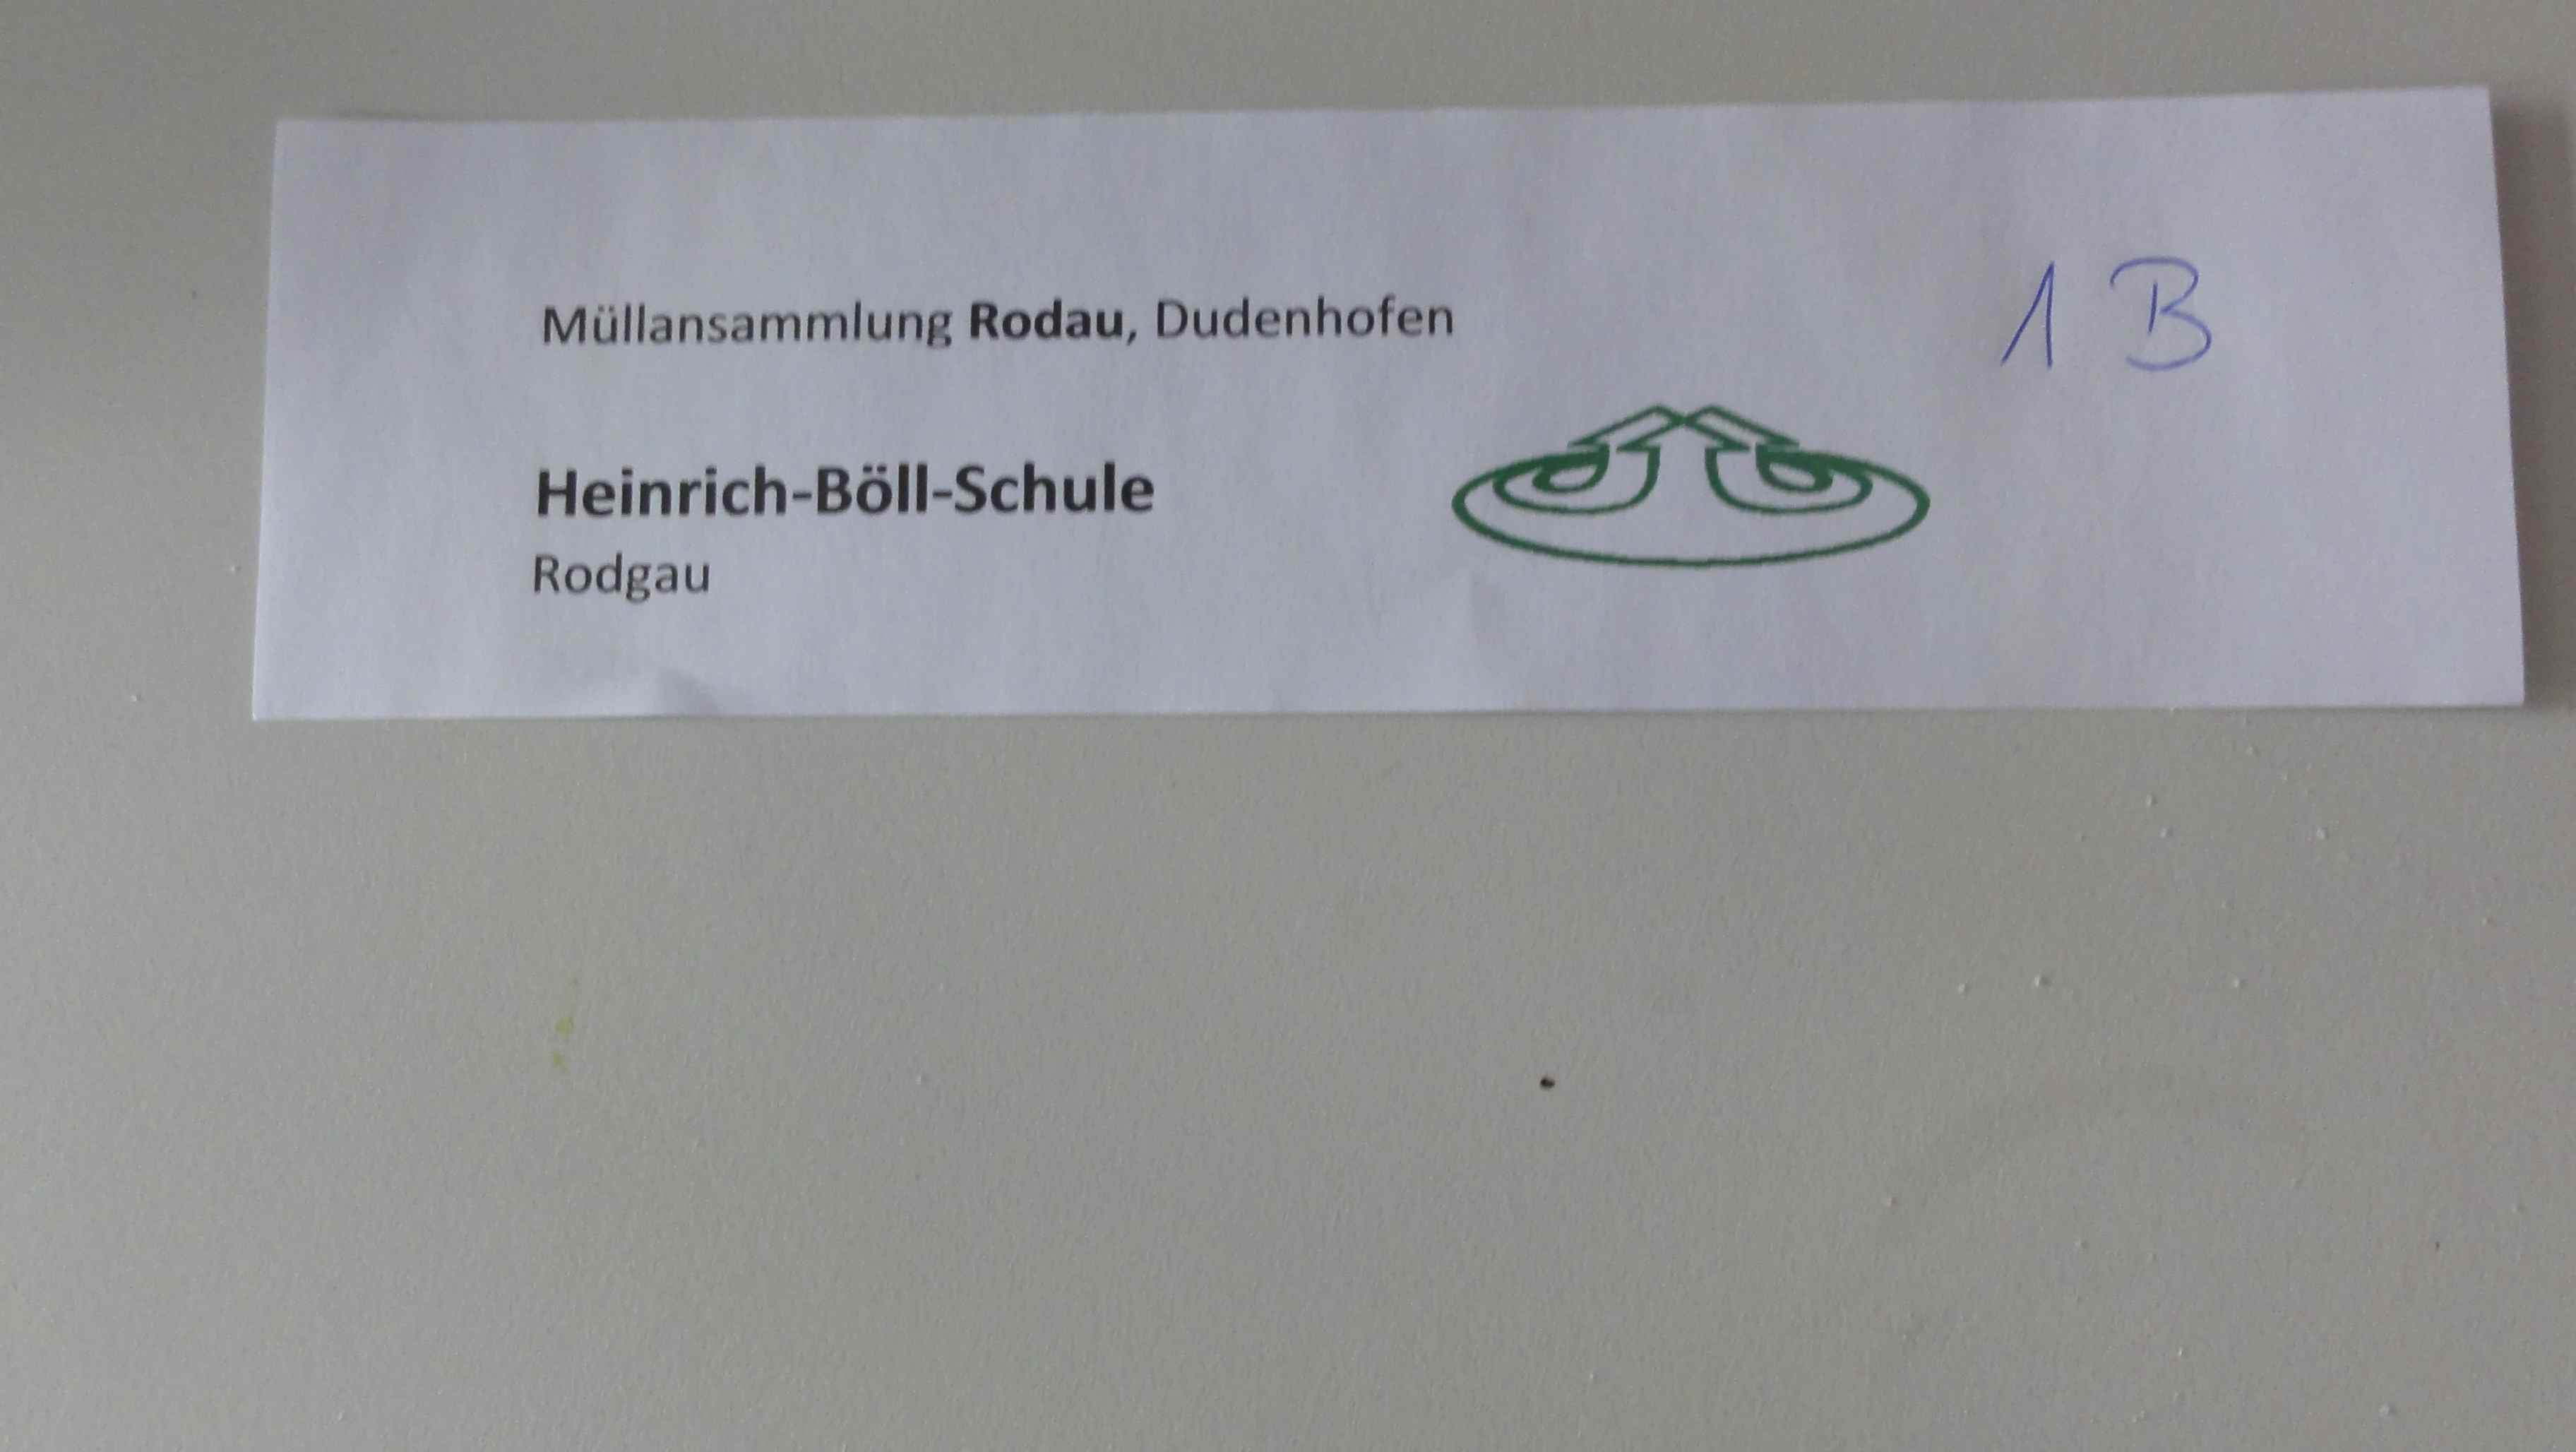 Müllansammlung Rodau, Dudenhofen
1 B
Heinrich-Böll-Schule
Rodgau